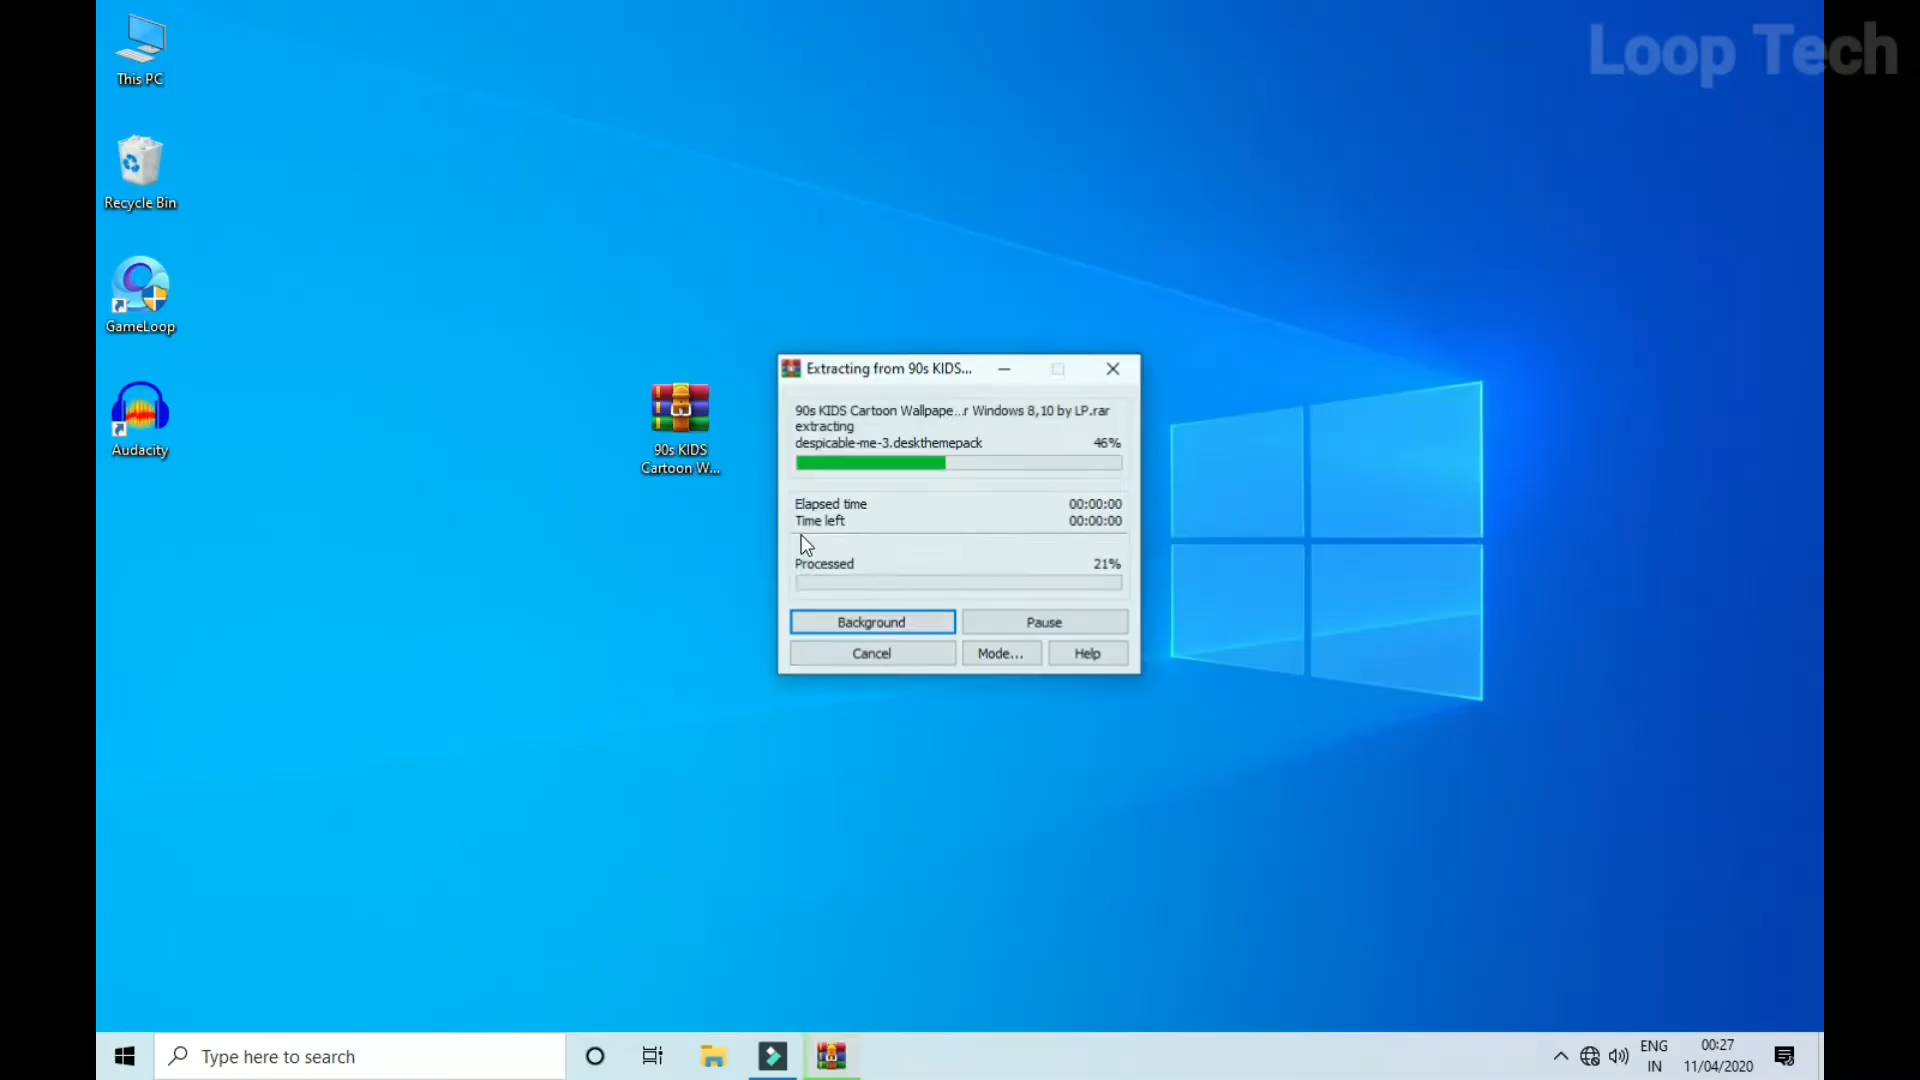 Loop Tech
This PC
Recycle Bin
GameLoop
Audacity
90s KIDS
Cartoon W...
Extracting from 90s KIDS...
90s KIDS Cartoon Wallpape...r Windows 8,10 by LP.rar
extracting
despicable-me-3.deskthemepack 46%
Elapsed time 00:00:00
Time left 00:00:00
Processed 21%
Background Pause
Cancel Mode... Help
Type here to search
ENG
IN
00:27
11/04/2020